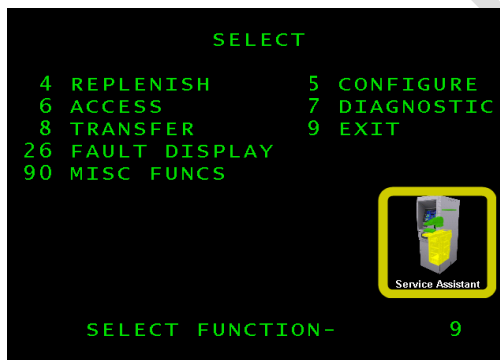 SELECT
4 REPLENISH 5 CONFIGURE
6 ACCESS 7 DIAGNOSTIC
8 TRANSFER 9 EXIT
26 FAULT DISPLAY
90 MISC FUNCS
Service Assistant
SELECT FUNCTION- 9